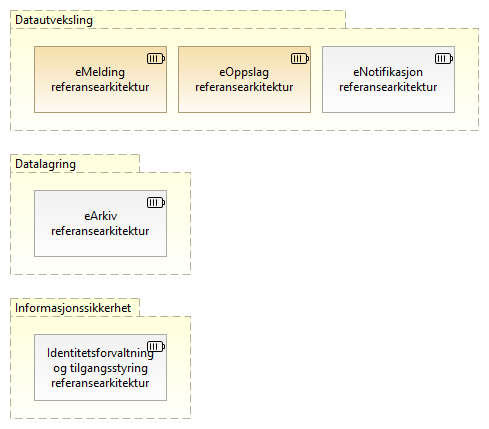 Datautveksling
eMelding
referansearkitektur
eOppslag
referansearkitektur
eNotifikasjon
referansearkitektur
Datalagring
eArkiv
referansearkitektur
Informasjonssikkerhet
Identitetsforvaltning
og tilgangsstyring
referansearkitektur